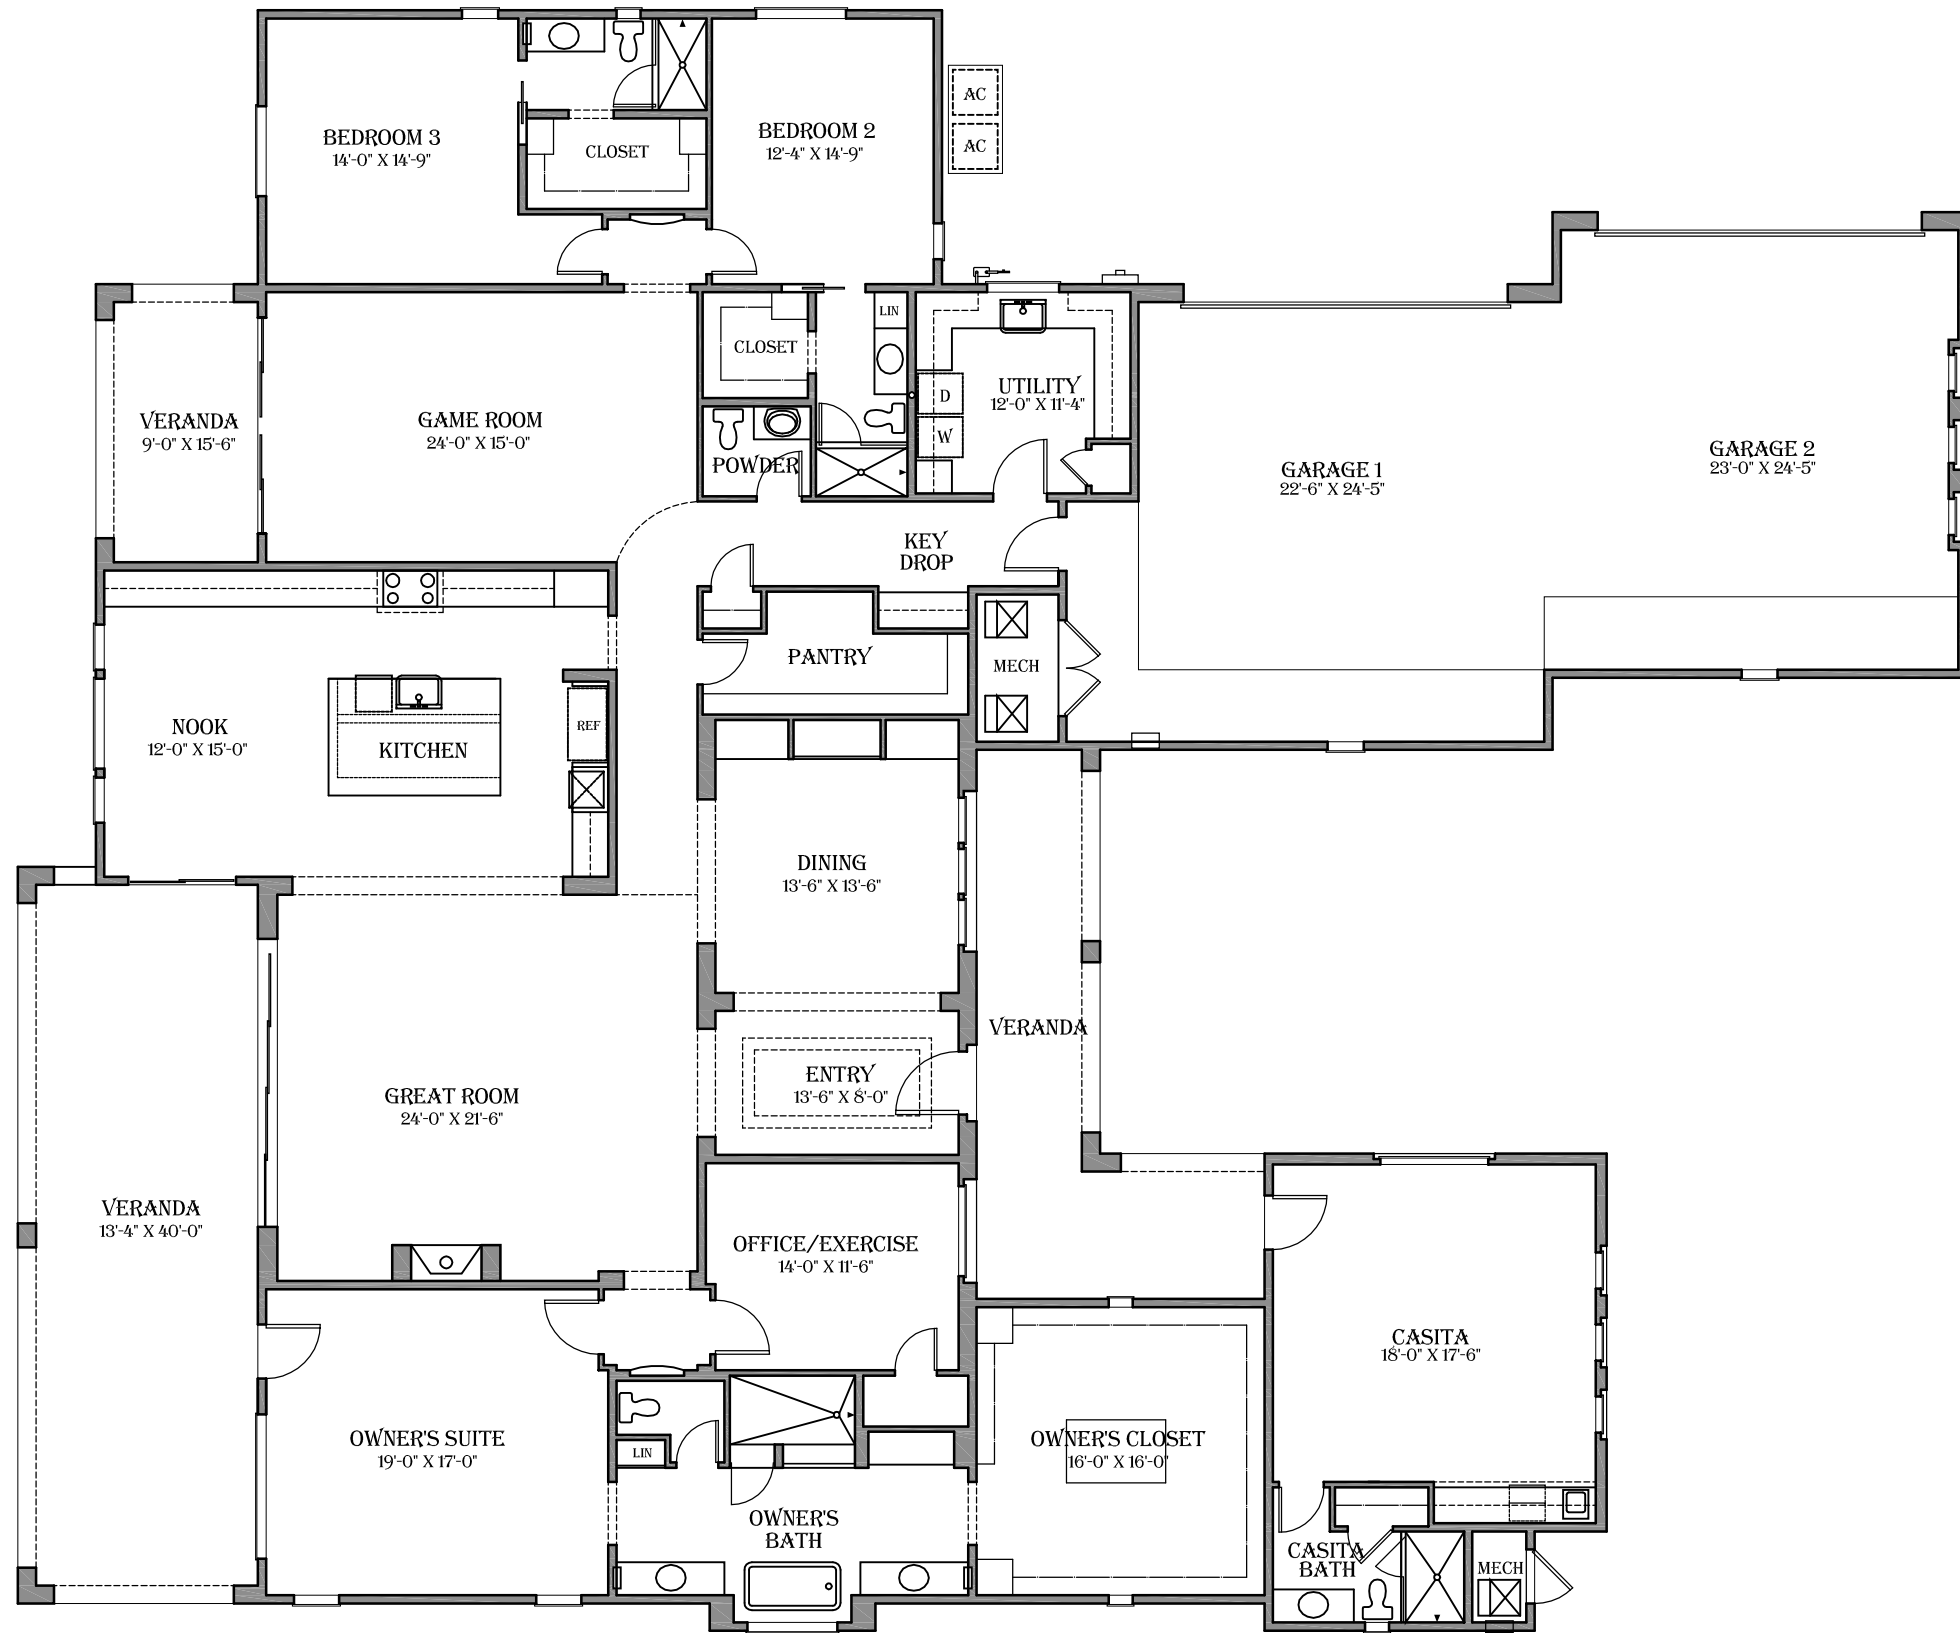 AC
AC
BEDROOM 3
14'-0" X 14'-9"
CLOSET
BEDROOM 2
12'-4" X 14'-9"
LIN
CLOSET
D
W
UTILITY
12'-0" X 11'-4"
VERANDA
9'-0" X 15'-6"
GAME ROOM
24'-0" X 15'-0"
POWDER
GARAGE 1
22'-6" X 24'-5"
GARAGE 2
23'-0" X 24'-5"
KEY
DROP
PANTRY
MECH
NOOK
12'-0" X 15'-0"
KITCHEN
REF
DINING
13'-6" X 13'-6"
VERANDA
ENTRY
13'-6" X 8'-0"
GREAT ROOM
24'-0" X 21'-6"
VERANDA
13'-4" X 40'-0"
OFFICE/EXERCISE
14'-0" X 11'-6"
CASITA
18'-0" X 17'-6"
OWNER'S SUITE
19'-0" X 17'-0"
LIN
OWNER'S CLOSET
16'-0" X 16'-0"
OWNER'S
BATH
CASITA
BATH
MECH